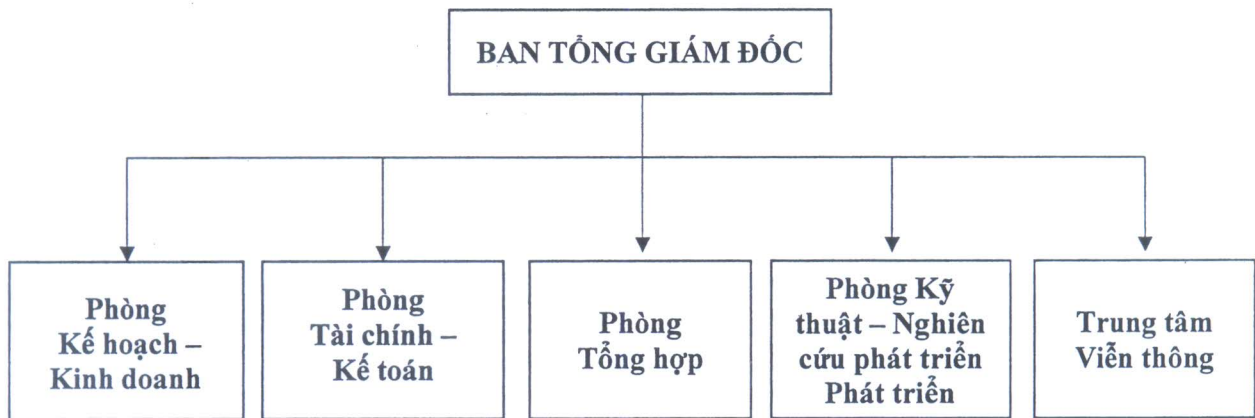 BAN TỔNG GIÁM ĐỐC
Phòng
Kế hoạch –
Kinh doanh
Phòng
Tài chính –
Kế toán
Phòng
Tổng hợp
Phòng Kỹ
thuật – Nghiên
cứu phát triển
Phát triển
Trung tâm
Viễn thông